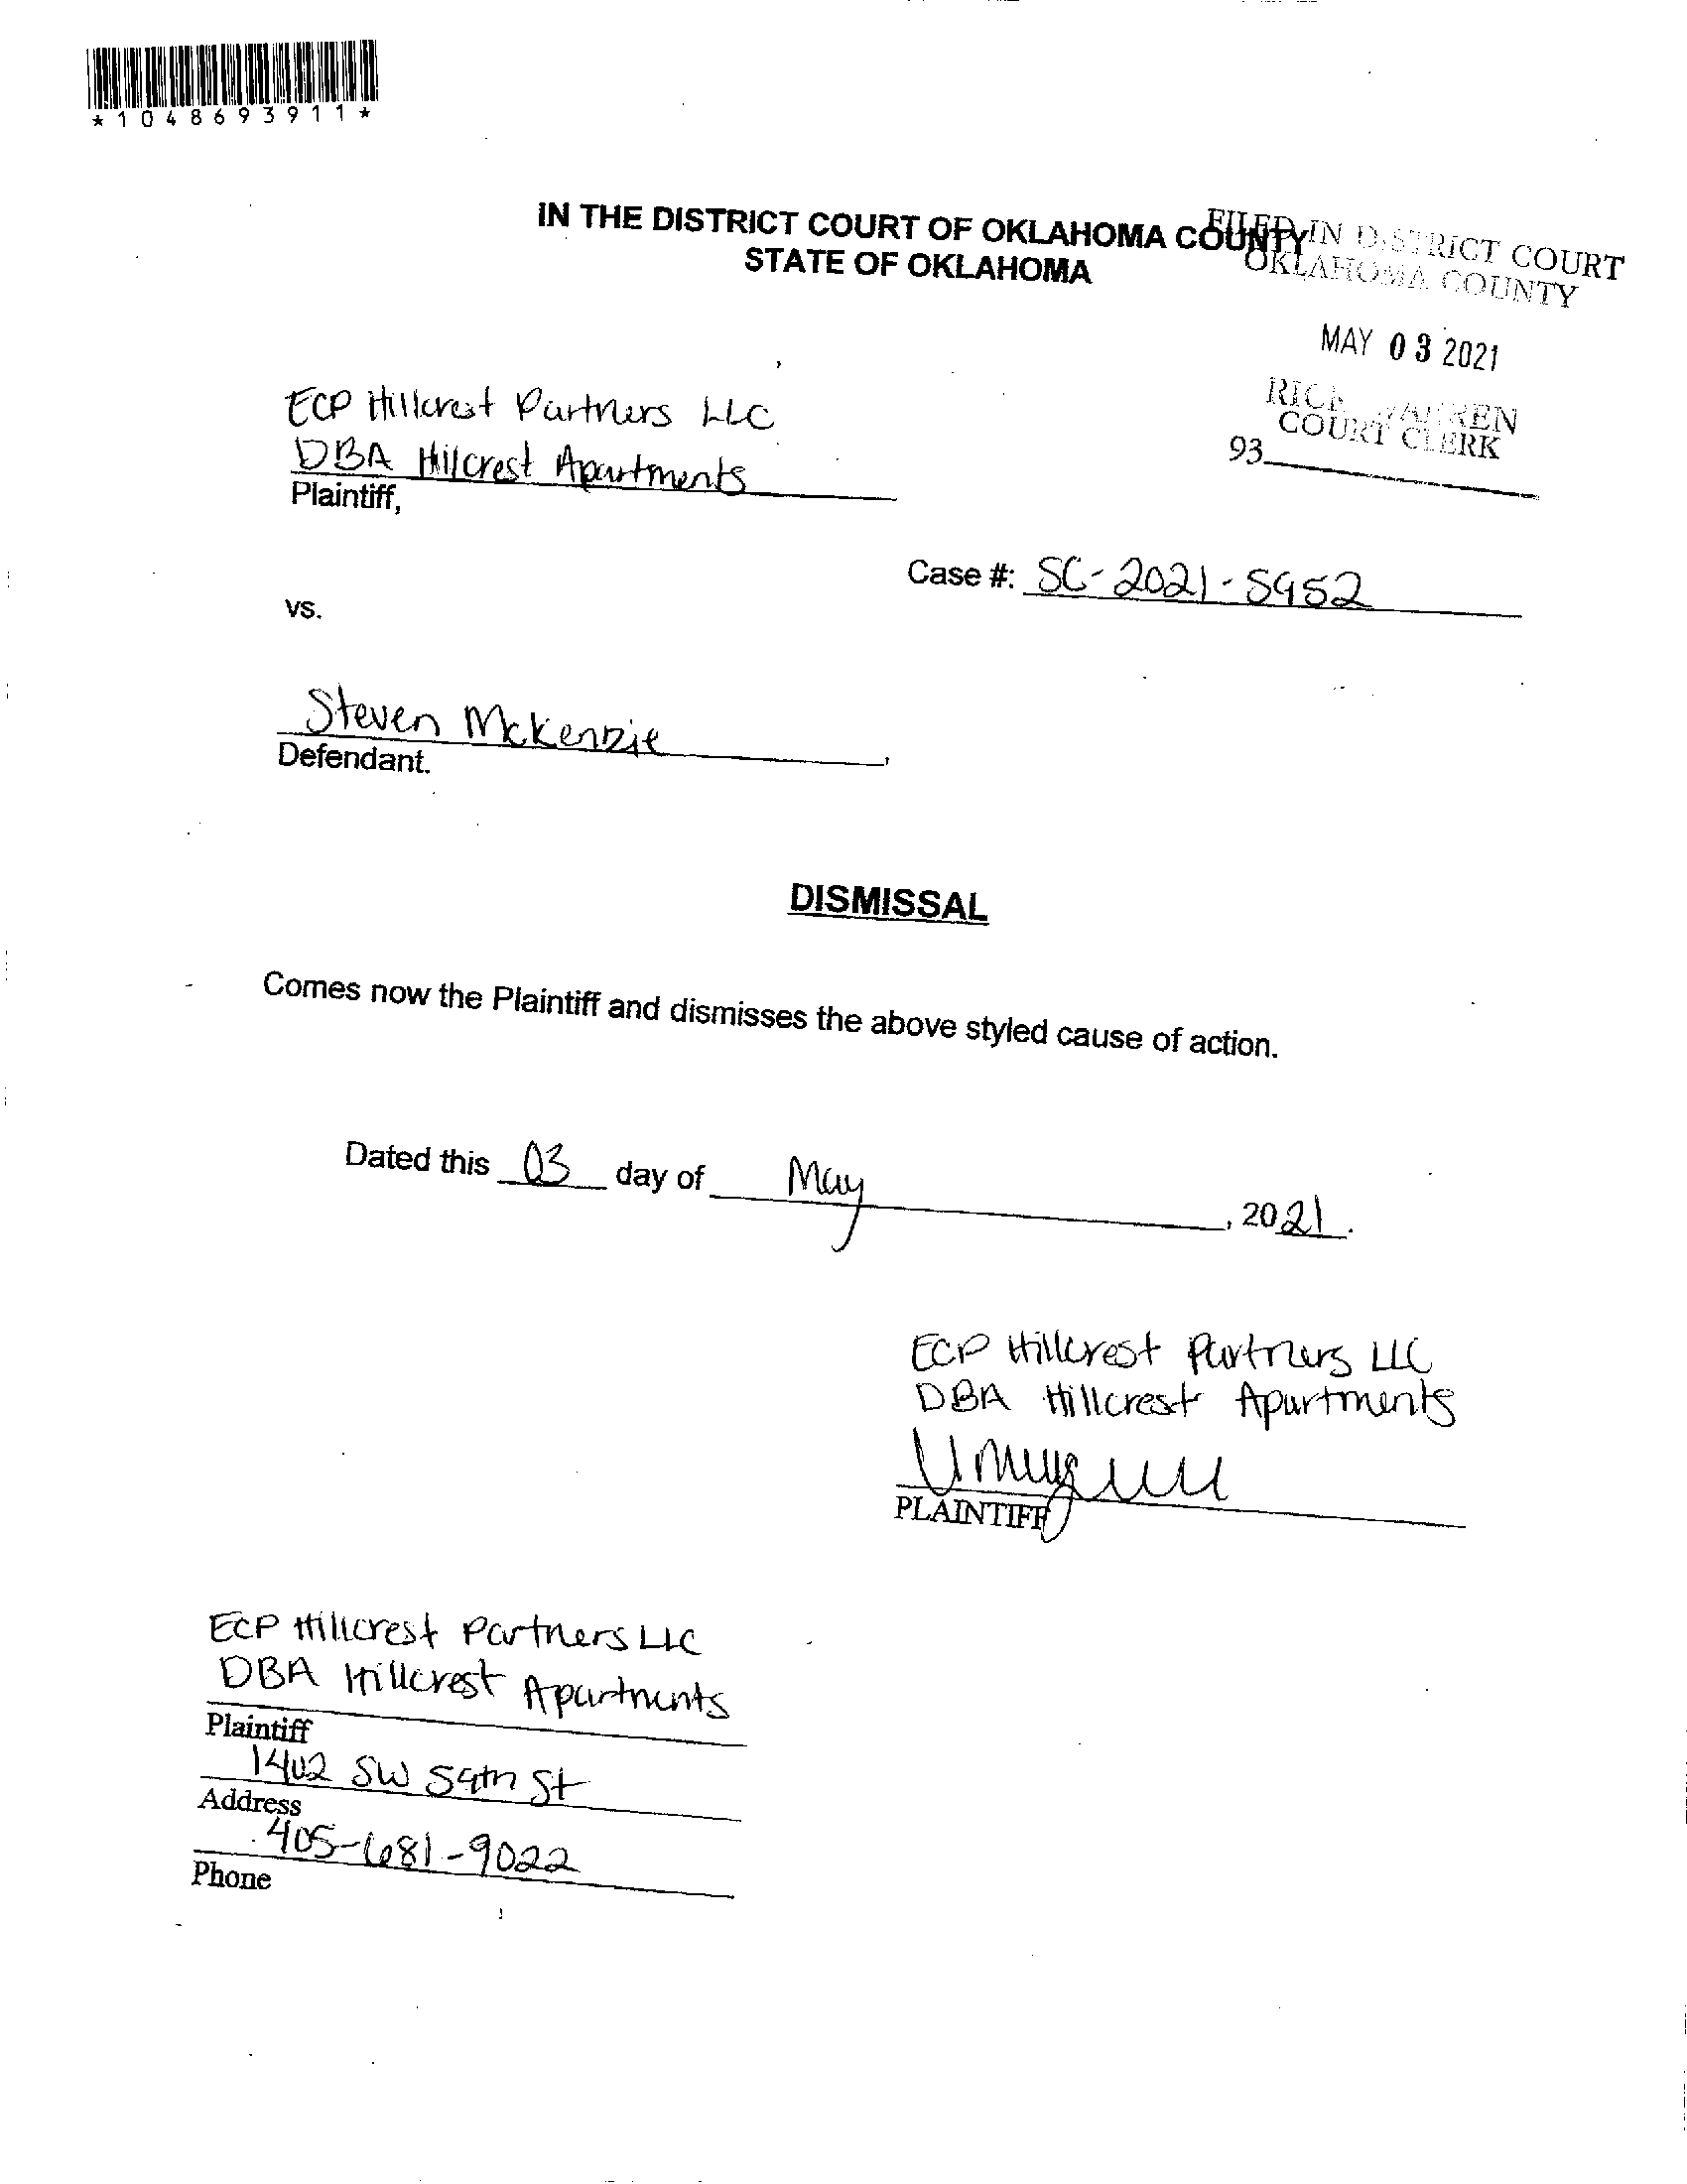 *1048693911*
IN THE DISTRICT COURT OF OKLAHOMA COUNTY
STATE OF OKLAHOMA
FILED IN DISTRICT COURT
OKLAHOMA COUNTY
MAY 03 2021
RICK WARREN
COURT CLERK
93
ECP Hillcrest Partners LLC
DBA Hillcrest Apartments
Plaintiff,
Case #: SC-2021-5952
vs.
Steven McKenzie
Defendant.
DISMISSAL
Comes now the Plaintiff and dismisses the above styled cause of action.
Dated this 03 day of May, 2021.
ECP Hillcrest Partners LLC
DBA Hillcrest Apartments
PLAINTIFF
ECP Hillcrest Partners LLC
DBA Hillcrest Apartments
Plaintiff
1402 SW 59th St
Address
405-681-9022
Phone